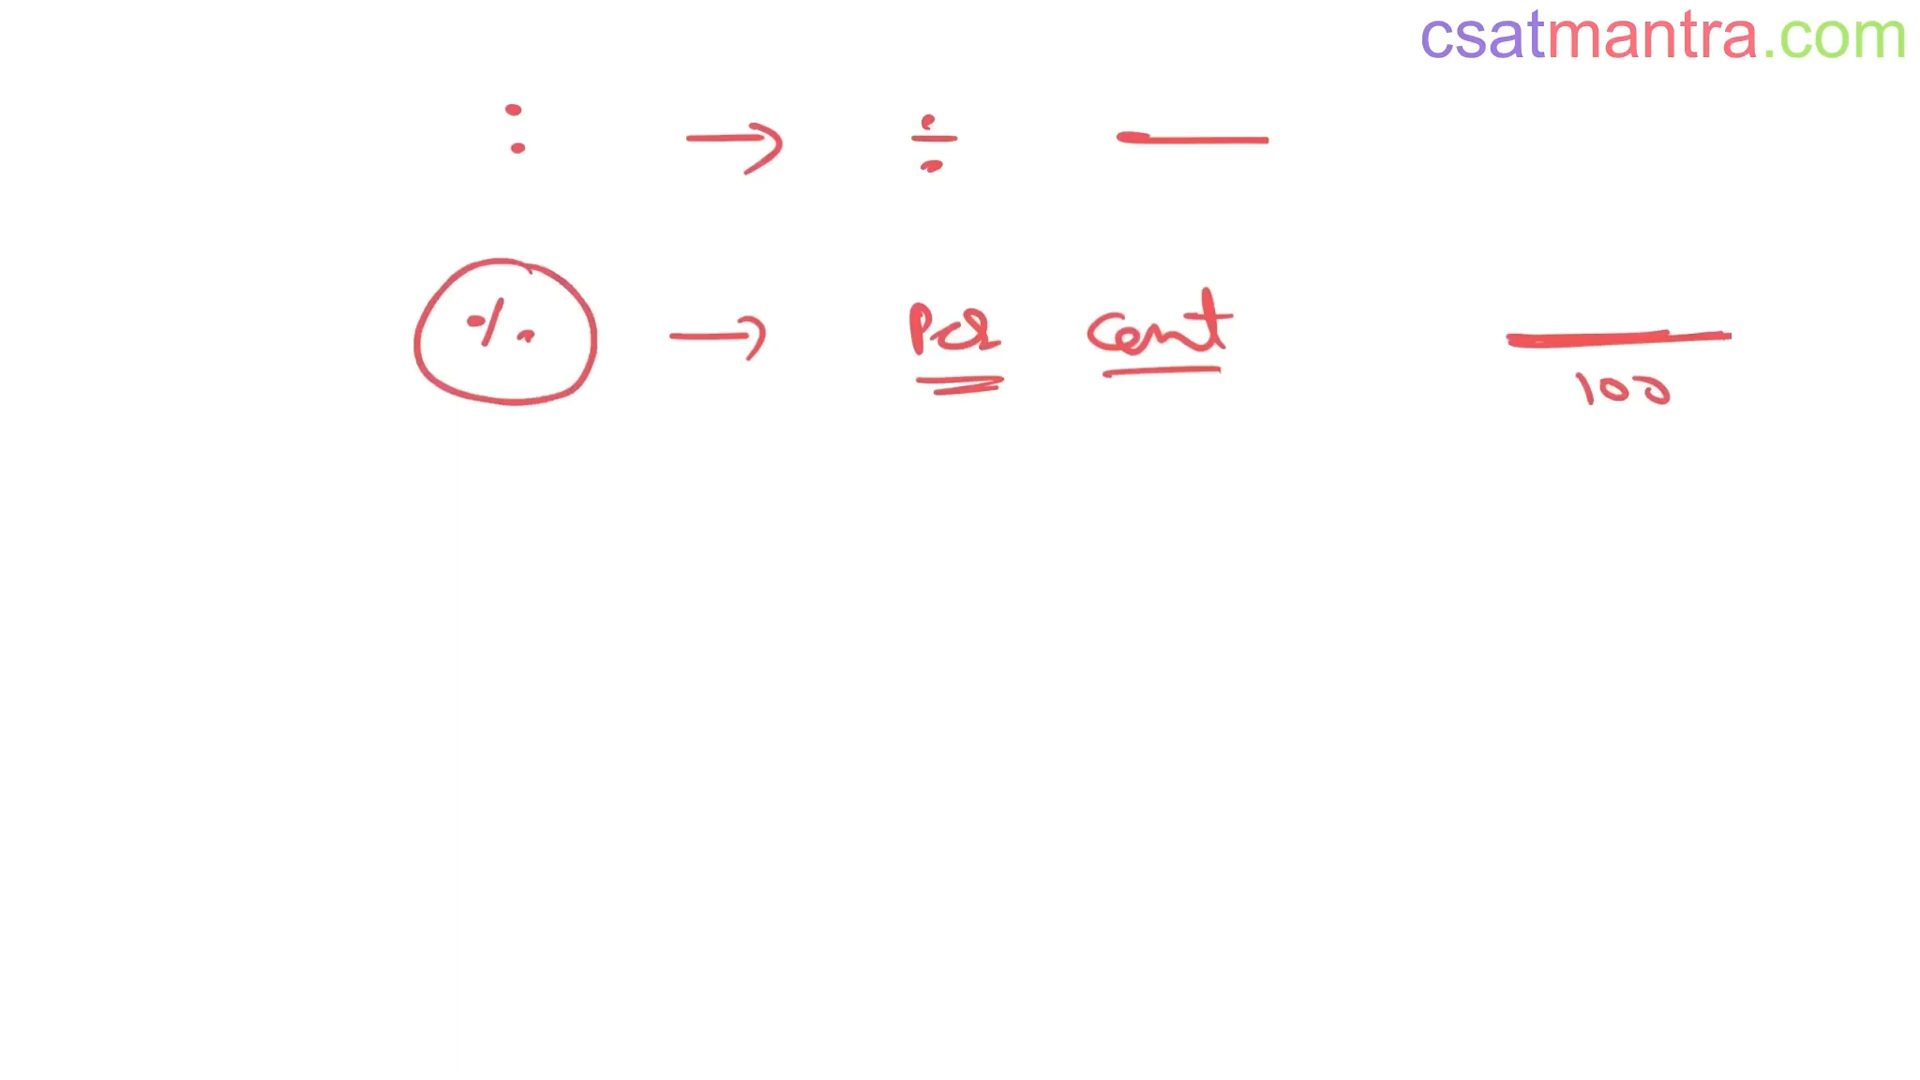 csatmantra.com
: → ÷ —
% → Per Cent —
100